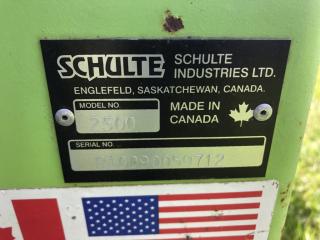 SCHULTE
SCHULTE
INDUSTRIES LTD.
ENGLEFELD, SASKATCHEWAN, CANADA.
MODEL NO.
2500
MADE IN
CANADA
SERIAL NO.